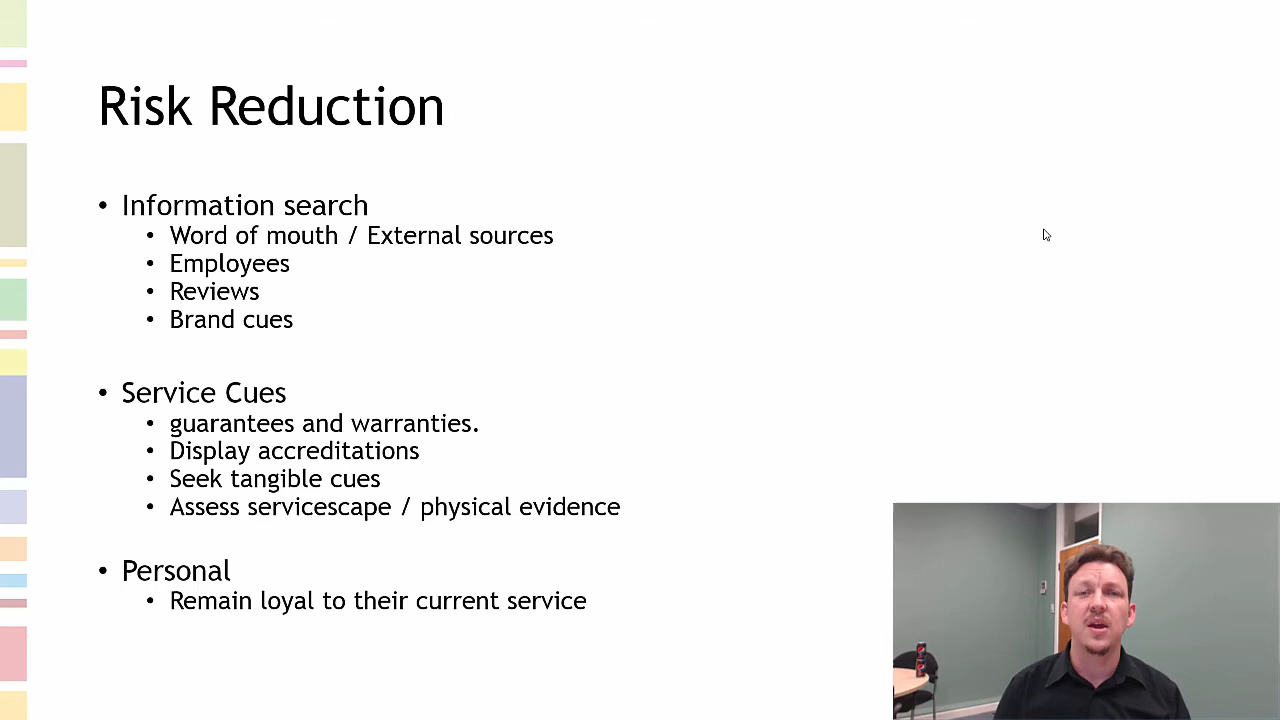 Risk Reduction
• Information search
• Word of mouth / External sources
• Employees
• Reviews
• Brand cues
• Service Cues
• guarantees and warranties.
• Display accreditations
• Seek tangible cues
• Assess servicescape / physical evidence
• Personal
• Remain loyal to their current service